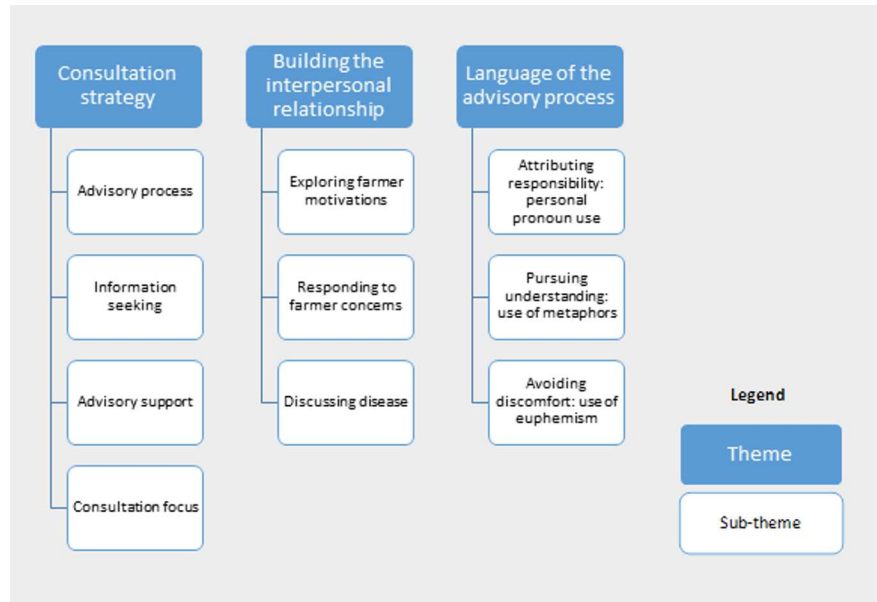 Consultation
strategy
Advisory process
Information
seeking
Advisory support
Consultation focus
Building the
interpersonal
relationship
Exploring farmer
motivations
Responding to
farmer concerns
Discussing disease
Language of the
advisory process
Attributing
responsibility:
personal
pronoun use
Pursuing
understanding:
use of metaphors
Avoiding
discomfort: use of
euphemism
Legend
Theme
Sub-theme